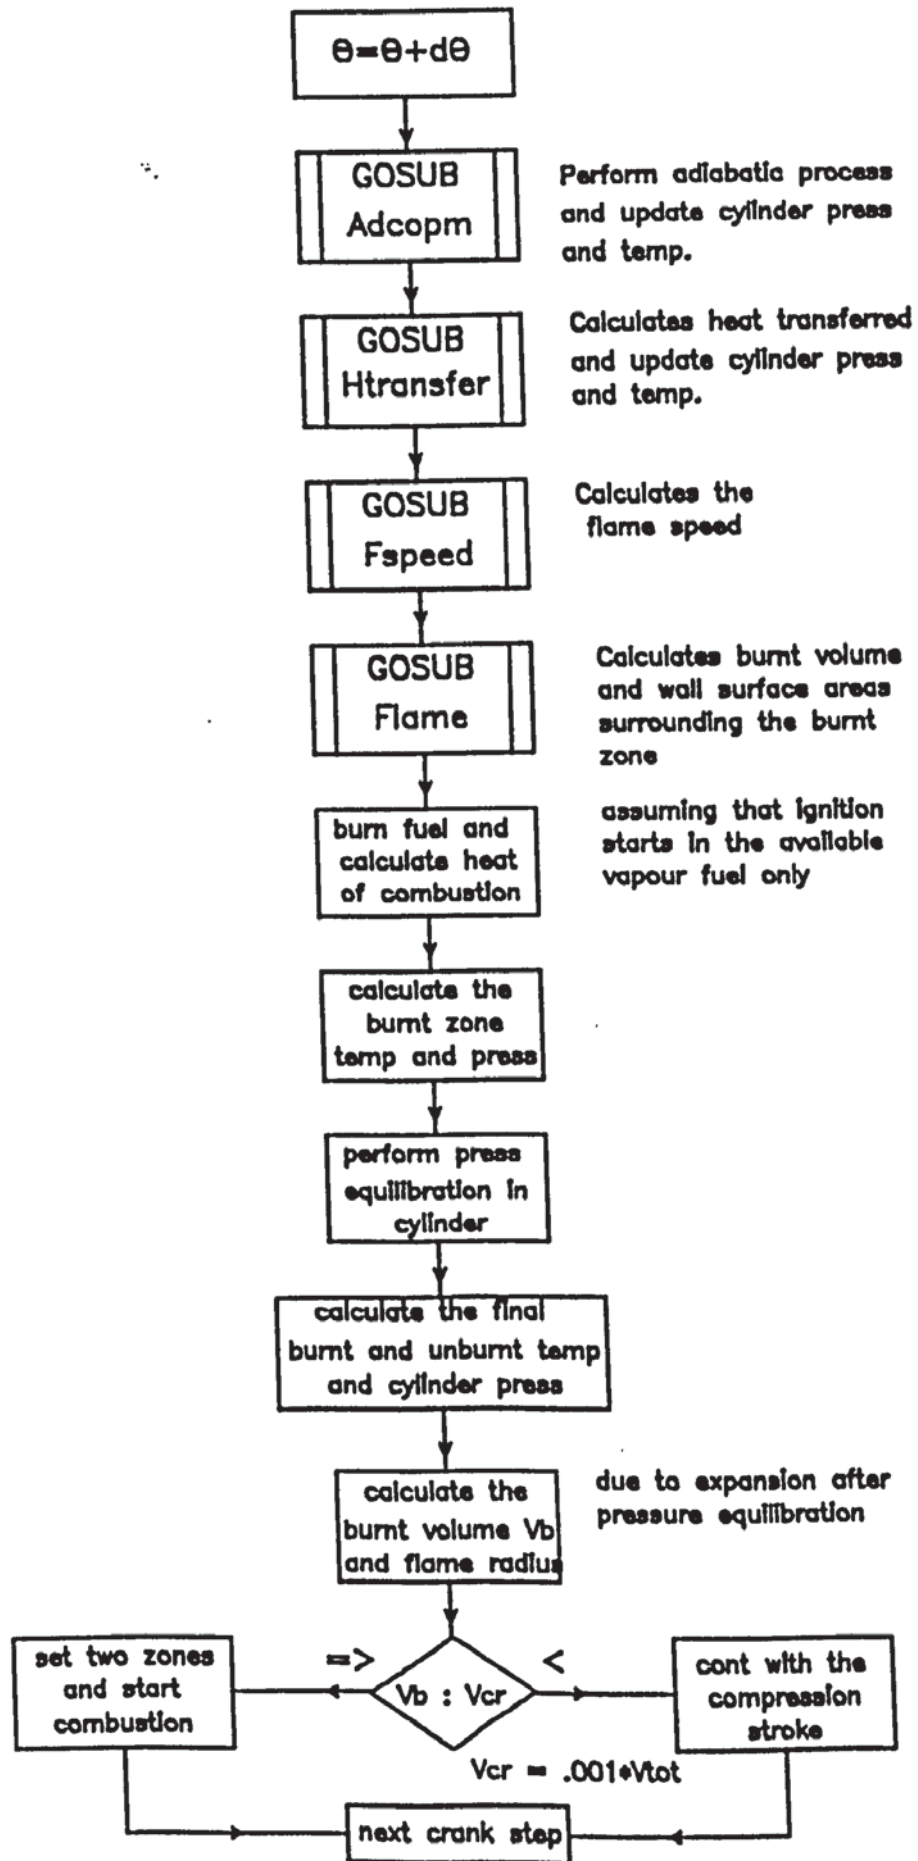 θ=θ+dθ
GOSUB
Adcopm
Perform adiabatic process
and update cylinder press
and temp.
GOSUB
Htransfer
Calculates heat transferred
and update cylinder press
and temp.
GOSUB
Fspeed
Calculates the
flame speed
GOSUB
Flame
Calculates burnt volume
and wall surface areas
surrounding the burnt
zone
burn fuel and
calculate heat
of combustion
assuming that ignition
starts in the available
vapour fuel only
calculate the
burnt zone
temp and press
perform press
equilibration in
cylinder
calculate the final
burnt and unburnt temp
and cylinder press
calculate the
burnt volume Vb
and flame radius
due to expansion after
pressure equilibration
set two zones
and start
combustion
=>
Vb : Vcr
<
cont with the
compression
stroke
Vcr = .001*Vtot
next crank step